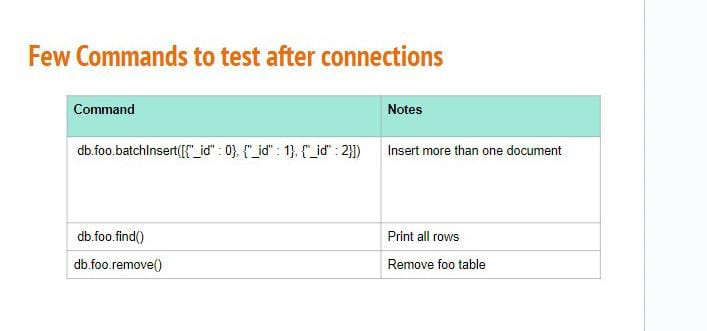 Few Commands to test after connections
Command Notes
db.foo.batchInsert([{"_id" : 0}, {"_id" : 1}, {"_id" : 2}]) Insert more than one document
db.foo.find() Print all rows
db.foo.remove() Remove foo table